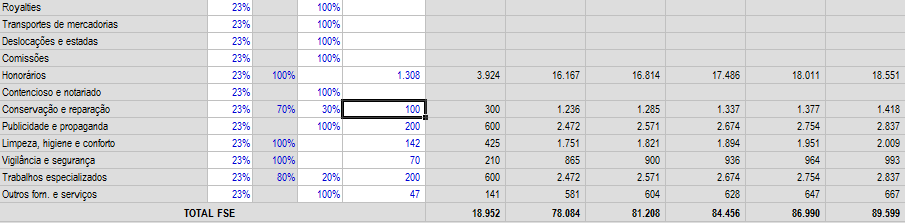 Royalties 23% 100%
Transportes de mercadorias 23% 100%
Deslocações e estadas 23% 100%
Comissões 23% 100%
Honorários 23% 100% 1.308 3.924 16.167 16.814 17.486 18.011 18.551
Contencioso e notariado 23% 100%
Conservação e reparação 23% 70% 30% 100 300 1.236 1.285 1.337 1.377 1.418
Publicidade e propaganda 23% 100% 200 600 2.472 2.571 2.674 2.754 2.837
Limpeza, higiene e conforto 23% 100% 142 425 1.751 1.821 1.894 1.951 2.009
Vigilância e segurança 23% 100% 70 210 865 900 936 964 993
Trabalhos especializados 23% 80% 20% 200 600 2.472 2.571 2.674 2.754 2.837
Outros forn. e serviços 23% 100% 47 141 581 604 628 647 667
TOTAL FSE 18.952 78.084 81.208 84.456 86.990 89.599